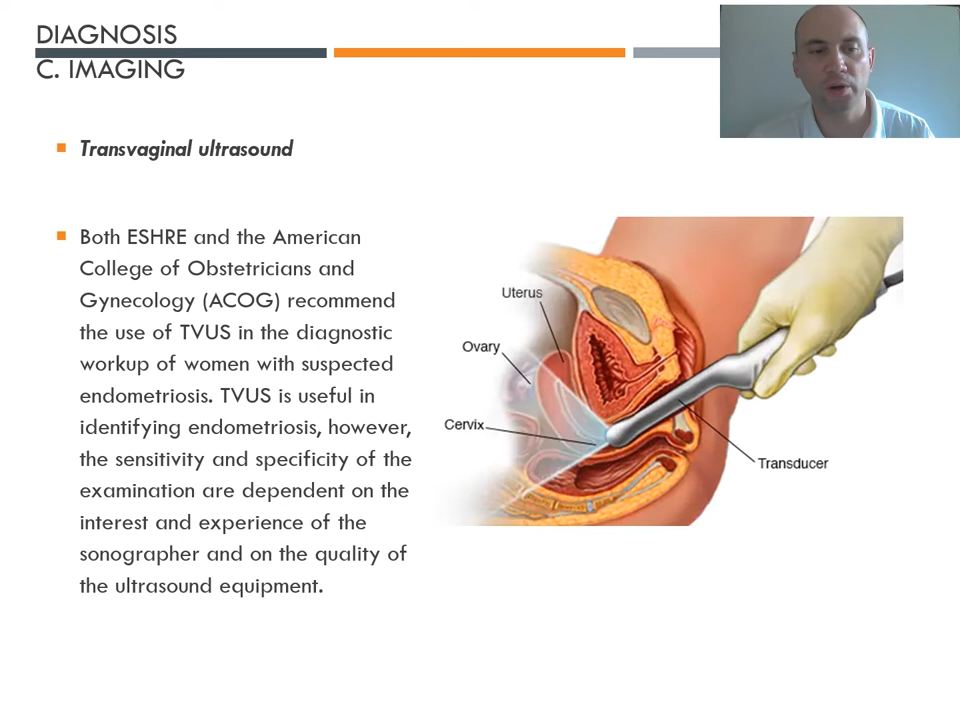 DIAGNOSIS
C. IMAGING
Transvaginal ultrasound
Both ESHRE and the American
College of Obstetricians and
Gynecology (ACOG) recommend
the use of TVUS in the diagnostic
workup of women with suspected
endometriosis. TVUS is useful in
identifying endometriosis, however,
the sensitivity and specificity of the
examination are dependent on the
interest and experience of the
sonographer and on the quality of
the ultrasound equipment.
Uterus
Ovary
Cervix
Transducer